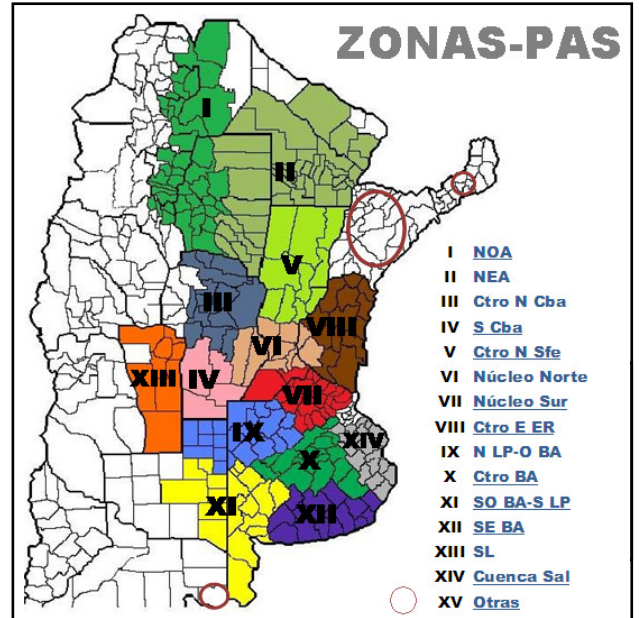 ZONAS-PAS
I
II
III
V
VI
VIII
XIII
IV
VII
IX
XIV
X
XI
XII
I NOA
II NEA
III Ctro N Cba
IV S Cba
V Ctro N Sfe
VI Núcleo Norte
VII Núcleo Sur
VIII Ctro E ER
IX N LP-O BA
X Ctro BA
XI SO BA-S LP
XII SE BA
XIII SL
XIV Cuenca Sal
XV Otras